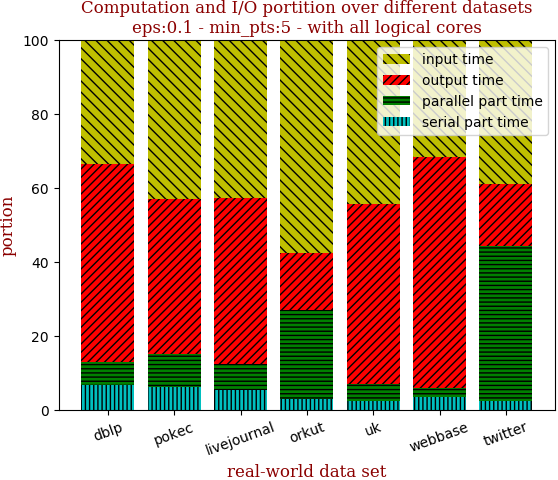 Computation and I/O portition over different datasets
eps:0.1 - min_pts:5 - with all logical cores
100
80
60
40
20
0
portion
input time
output time
parallel part time
serial part time
dblp
pokec
livejournal
orkut
uk
webbase
twitter
real-world data set